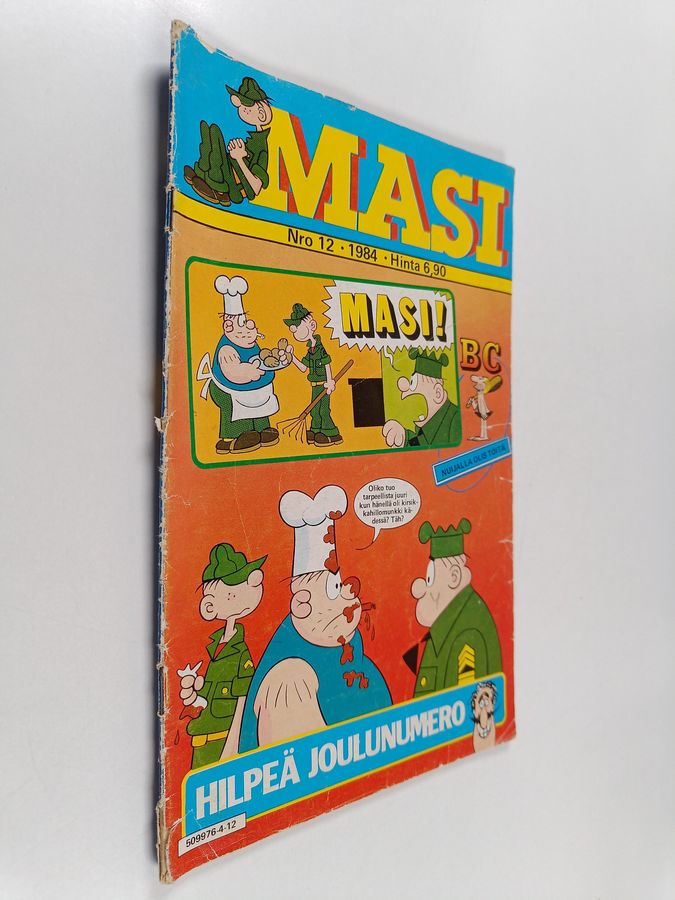 MASI
Nro 12 • 1984 • Hinta 6,90
MASI!
BC
NUIJALLA OLIS TÖITÄ
Oliko tuo
tarpeellista juuri
kun hänellä oli kirsik-
kahillomunkki kä-
dessä? Täh?
HILPEÄ JOULUNUMERO
509976-4-12